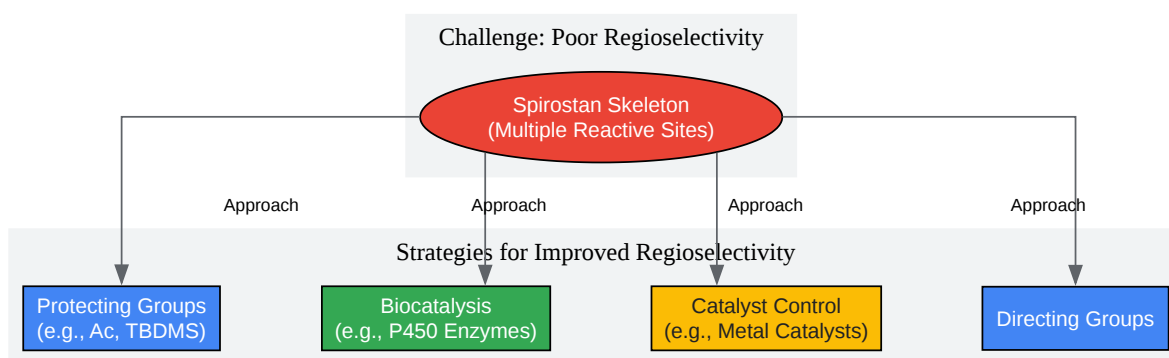 Challenge: Poor Regioselectivity
Spirostan Skeleton
(Multiple Reactive Sites)
Approach
Approach
Approach
Approach
Strategies for Improved Regioselectivity
Protecting Groups
(e.g., Ac, TBDMS)
Biocatalysis
(e.g., P450 Enzymes)
Catalyst Control
(e.g., Metal Catalysts)
Directing Groups